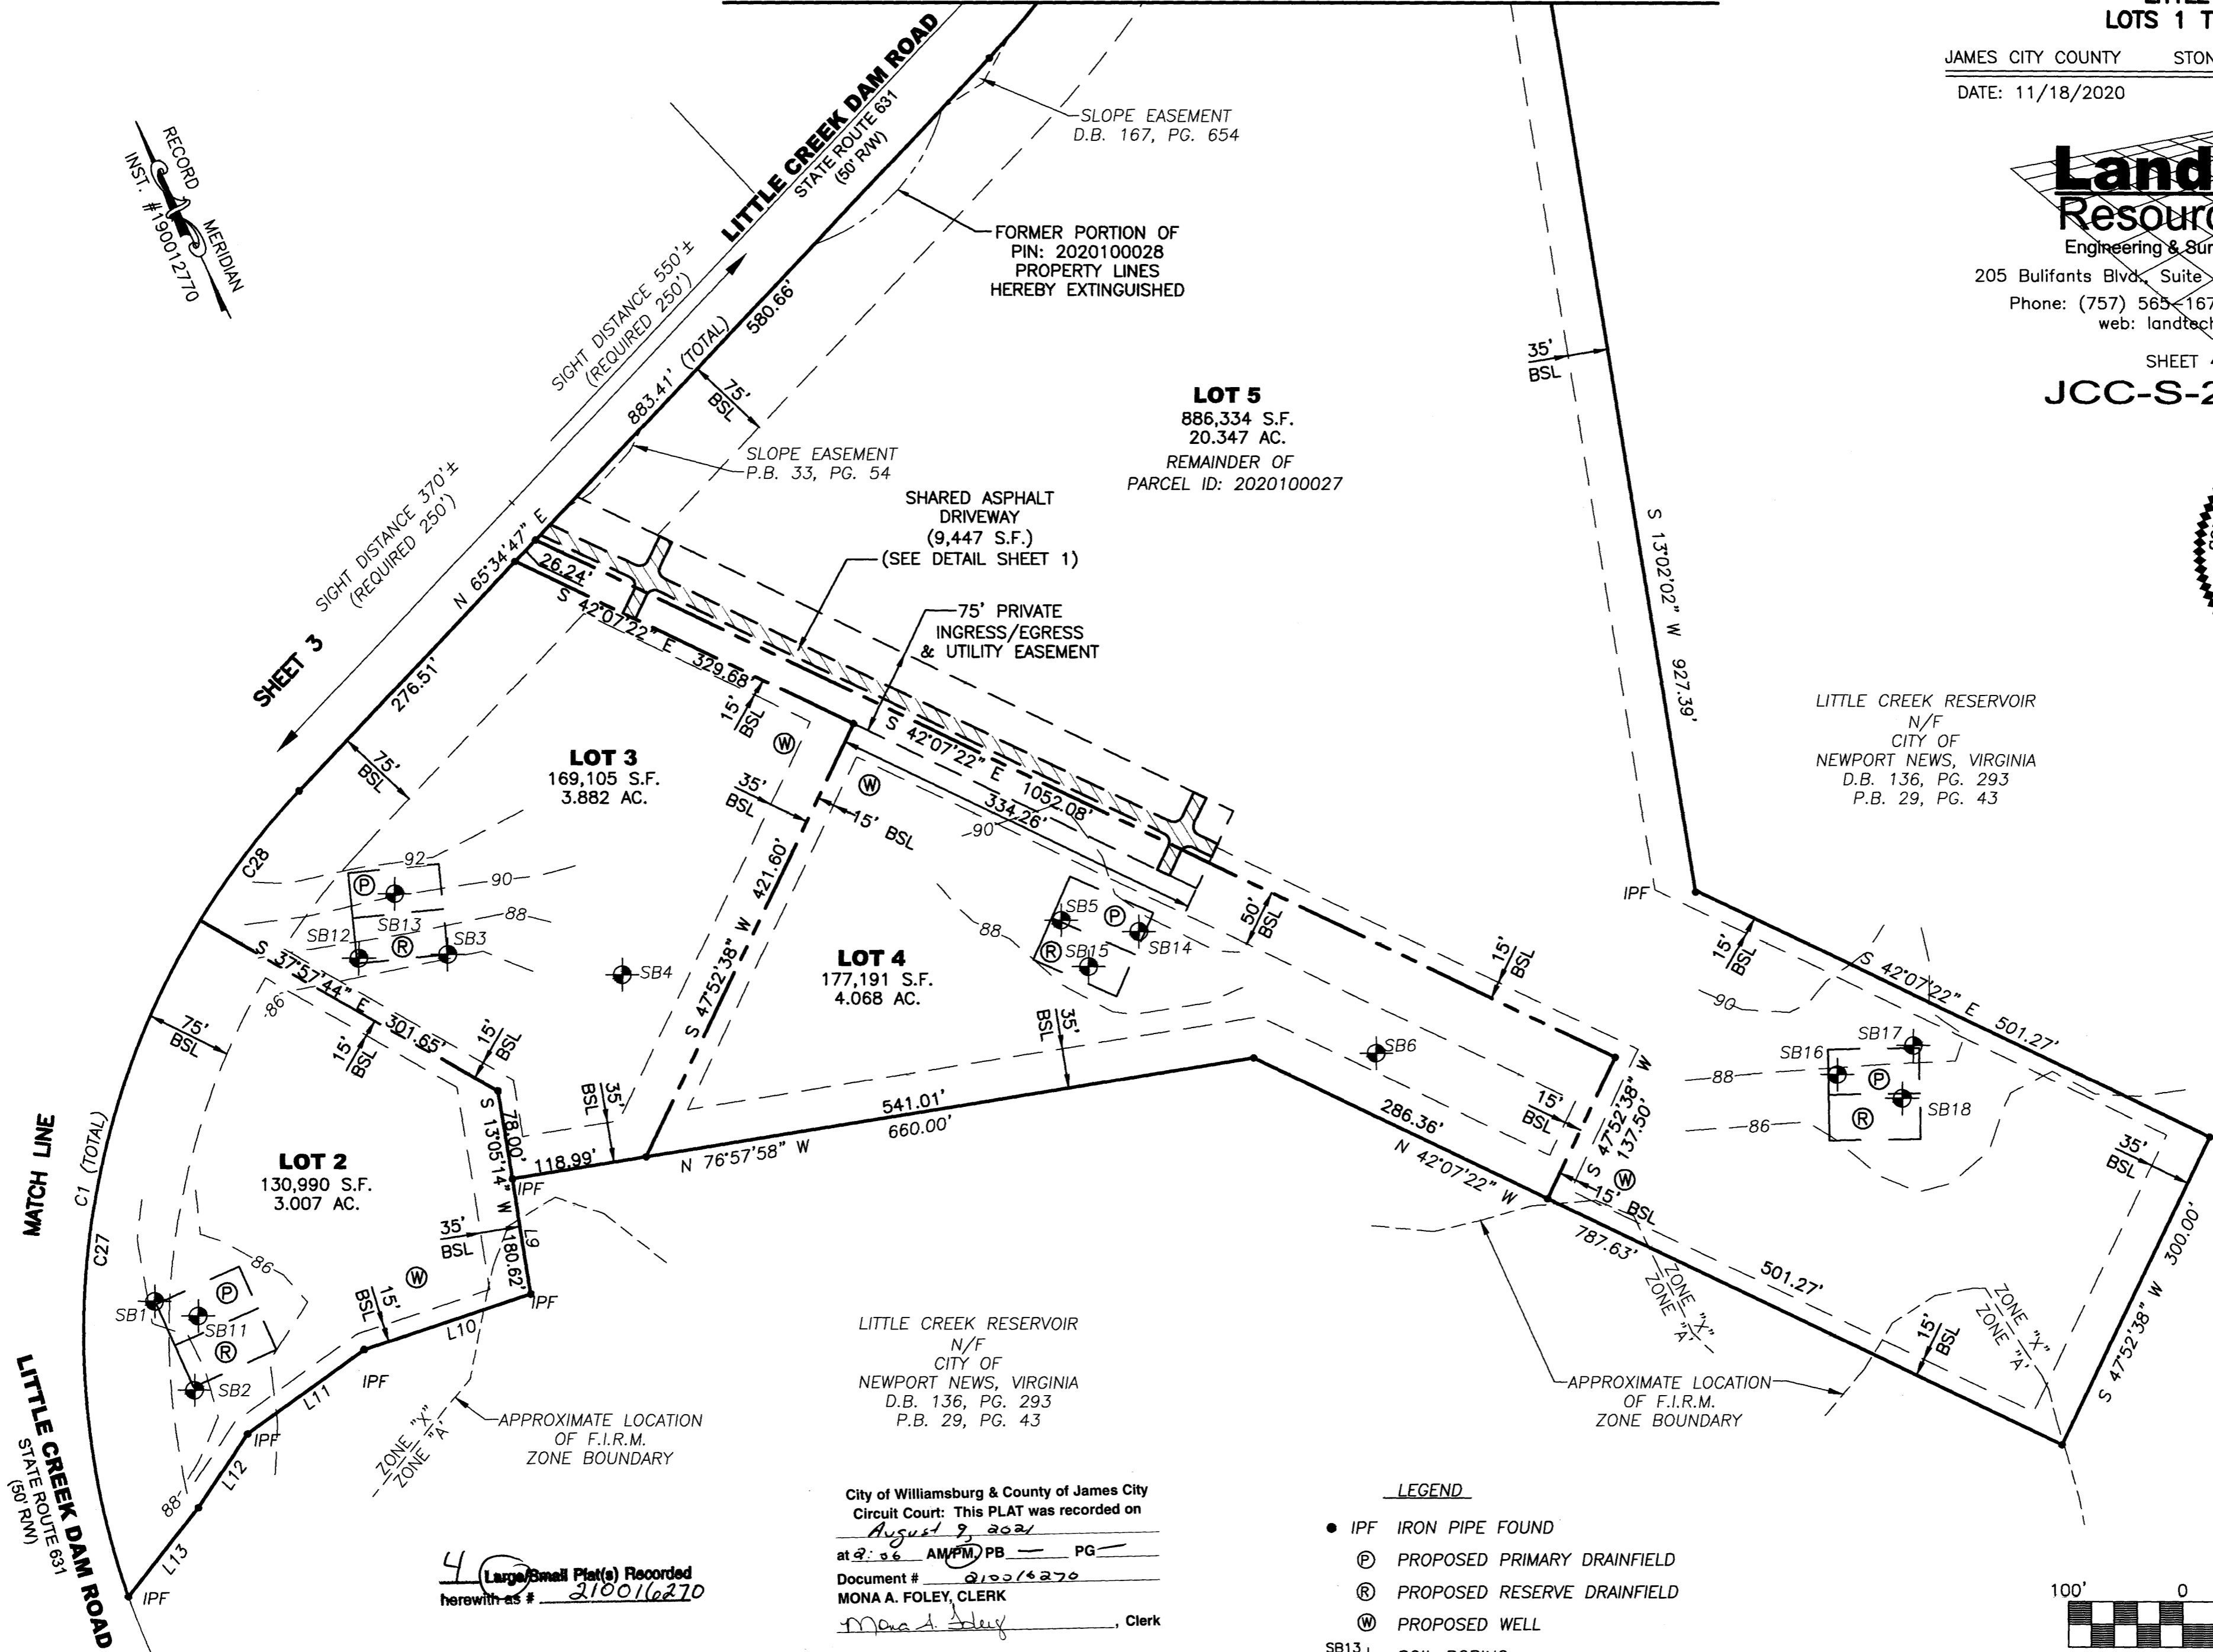 LOTS 1 T
JAMES CITY COUNTY STON
DATE: 11/18/2020
Land
Resourc
Engineering & Sur
205 Bulifants Blvd., Suite
Phone: (757) 565-167
web: landtech
SHEET 4
JCC-S-2
RECORD MERIDIAN
INST. #190012770
LITTLE CREEK DAM ROAD
STATE ROUTE 631
(50' R/W)
SLOPE EASEMENT
D.B. 167, PG. 654
FORMER PORTION OF
PIN: 2020100028
PROPERTY LINES
HEREBY EXTINGUISHED
SIGHT DISTANCE 550'±
(REQUIRED 250')
883.41' (TOTAL)
580.66'
75'
BSL
SLOPE EASEMENT
P.B. 33, PG. 54
35'
BSL
LOT 5
886,334 S.F.
20.347 AC.
REMAINDER OF
PARCEL ID: 2020100027
SHARED ASPHALT
DRIVEWAY
(9,447 S.F.)
(SEE DETAIL SHEET 1)
75' PRIVATE
INGRESS/EGRESS
& UTILITY EASEMENT
SIGHT DISTANCE 370'±
(REQUIRED 250')
SHEET 3
N 65°34'47" E
26.24'
276.51'
S 42°07'22" E 329.68'
15'
BSL
S 13°02'02" W 927.39'
LITTLE CREEK RESERVOIR
N/F
CITY OF
NEWPORT NEWS, VIRGINIA
D.B. 136, PG. 293
P.B. 29, PG. 43
75'
BSL
LOT 3
169,105 S.F.
3.882 AC.
W
35'
BSL
W
15' BSL
S 42°07'22" E 1052.08'
334.26'
90
C28
92
90
88
P
SB13
SB12
R
SB3
SB4
S 47°52'38" W 421.60'
LOT 4
177,191 S.F.
4.068 AC.
88
SB5
P
R
SB15
SB14
50'
BSL
15'
BSL
35'
BSL
SB6
IPF
15'
BSL
S 42°07'22" E 501.27'
90
SB17
SB16
P
88
SB18
R
86
35'
BSL
S 37°57'44" E 301.65'
86
75'
BSL
15'
BSL
15'
BSL
35'
BSL
S 13°05'14" W 180.62'
78.00'
118.99'
IPF
541.01'
660.00'
N 76°57'58" W
286.36'
N 42°07'22" W
787.63'
15'
BSL
S 47°52'38" W
137.50'
W
15'
BSL
501.27'
S 47°52'38" W 300.00'
MATCH LINE
C1 (TOTAL)
C27
LOT 2
130,990 S.F.
3.007 AC.
35'
BSL
L9
W
15'
BSL
86
P
SB1
SB11
R
SB2
IPF
L10
IPF
L11
IPF
L12
88
L13
IPF
LITTLE CREEK DAM ROAD
STATE ROUTE 631
(50' R/W)
ZONE "X"
ZONE "A"
APPROXIMATE LOCATION
OF F.I.R.M.
ZONE BOUNDARY
LITTLE CREEK RESERVOIR
N/F
CITY OF
NEWPORT NEWS, VIRGINIA
D.B. 136, PG. 293
P.B. 29, PG. 43
ZONE "X"
ZONE "A"
APPROXIMATE LOCATION
OF F.I.R.M.
ZONE BOUNDARY
15'
BSL
ZONE "X"
ZONE "A"
4 Large/Small Plat(s) Recorded
herewith as # 210016270
City of Williamsburg & County of James City
Circuit Court: This PLAT was recorded on
August 9, 2021
at 2:06 AM/PM, PB — PG —
Document # 210016270
MONA A. FOLEY, CLERK
Mona A. Foley, Clerk
LEGEND
IPF IRON PIPE FOUND
P PROPOSED PRIMARY DRAINFIELD
R PROPOSED RESERVE DRAINFIELD
W PROPOSED WELL
SB13
100' 0